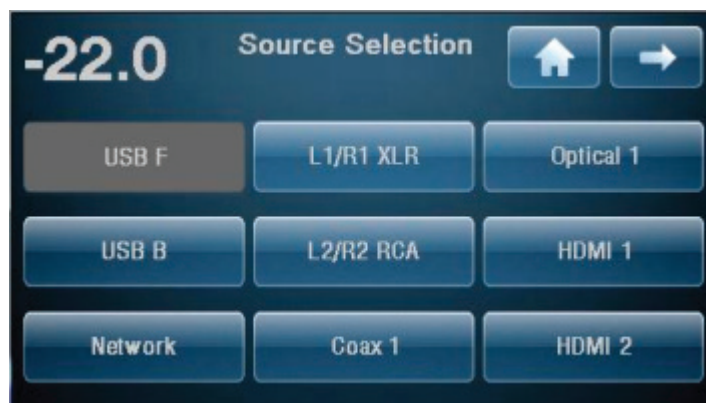 -22.0 Source Selection
USB F L1/R1 XLR Optical 1
USB B L2/R2 RCA HDMI 1
Network Coax 1 HDMI 2